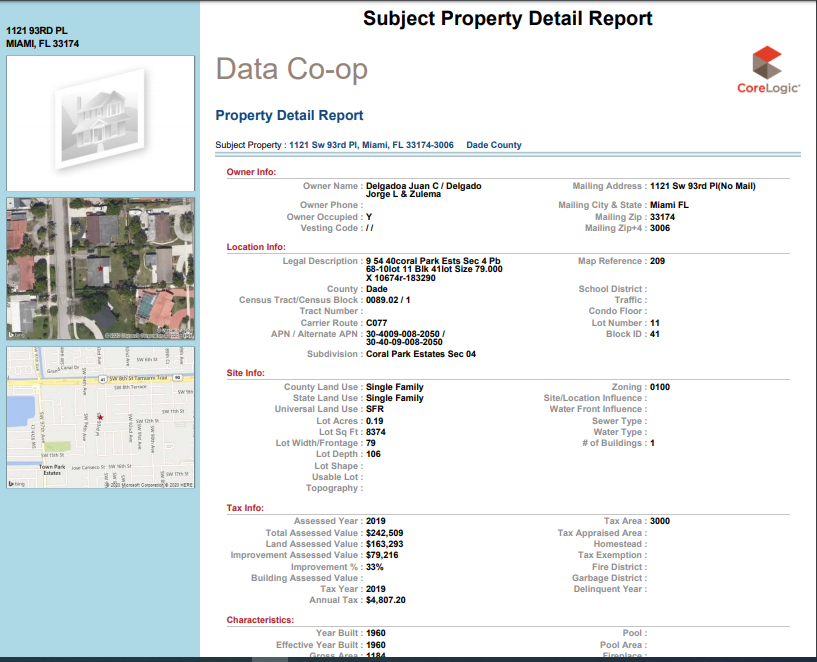 Subject Property Detail Report
1121 93RD PL
MIAMI, FL 33174
Data Co-op
CoreLogic®
Property Detail Report
Subject Property : 1121 Sw 93rd Pl, Miami, FL 33174-3006 Dade County
Owner Info:
Owner Name : Delgadoa Juan C / Delgado
Jorge L & Zulema
Mailing Address : 1121 Sw 93rd Pl(No Mail)
Owner Phone :
Mailing City & State : Miami FL
Owner Occupied : Y
Mailing Zip : 33174
Vesting Code : / /
Mailing Zip+4 : 3006
Location Info:
Legal Description : 9 54 40coral Park Ests Sec 4 Pb
68-10lot 11 Blk 41lot Size 79.000
X 10674r-183290
Map Reference : 209
County : Dade
School District :
Census Tract/Census Block : 0089.02 / 1
Traffic :
Tract Number :
Condo Floor :
Carrier Route : C077
Lot Number : 11
APN / Alternate APN : 30-4009-008-2050 /
30-40-09-008-2050
Block ID : 41
Subdivision : Coral Park Estates Sec 04
Site Info:
County Land Use : Single Family
Zoning : 0100
State Land Use : Single Family
Site/Location Influence :
Universal Land Use : SFR
Water Front Influence :
Lot Acres : 0.19
Sewer Type :
Lot Sq Ft : 8374
Water Type :
Lot Width/Frontage : 79
# of Buildings : 1
Lot Depth : 106
Lot Shape :
Usable Lot :
Topography :
Tax Info:
Assessed Year : 2019
Tax Area : 3000
Total Assessed Value : $242,509
Tax Appraised Area :
Land Assessed Value : $163,293
Homestead :
Improvement Assessed Value : $79,216
Tax Exemption :
Improvement % : 33%
Fire District :
Building Assessed Value :
Garbage District :
Tax Year : 2019
Delinquent Year :
Annual Tax : $4,807.20
Characteristics:
Year Built : 1960
Pool :
Effective Year Built : 1960
Pool Area :
Gross Area : 1184
Fireplace :
bing
SW 6th St
SW 8th St Tamiami Trail
41
90
SW 8th Terrace
SW 9th
SW 11th St
SW 12th St
SW 15th St
Town Park
Estates
Jose Canseco St
SW 16th St
SW 17th St
bing
© 2020 Microsoft Corporation © 2020 HERE